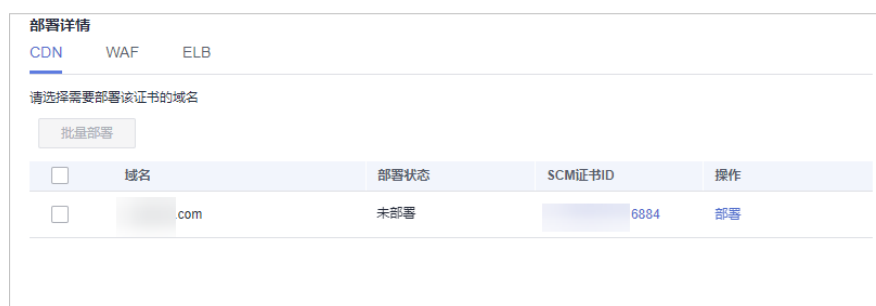 部署详情
CDN WAF ELB
请选择需要部署该证书的域名
批量部署
域名 部署状态 SCM证书ID 操作
.com 未部署 6884 部署